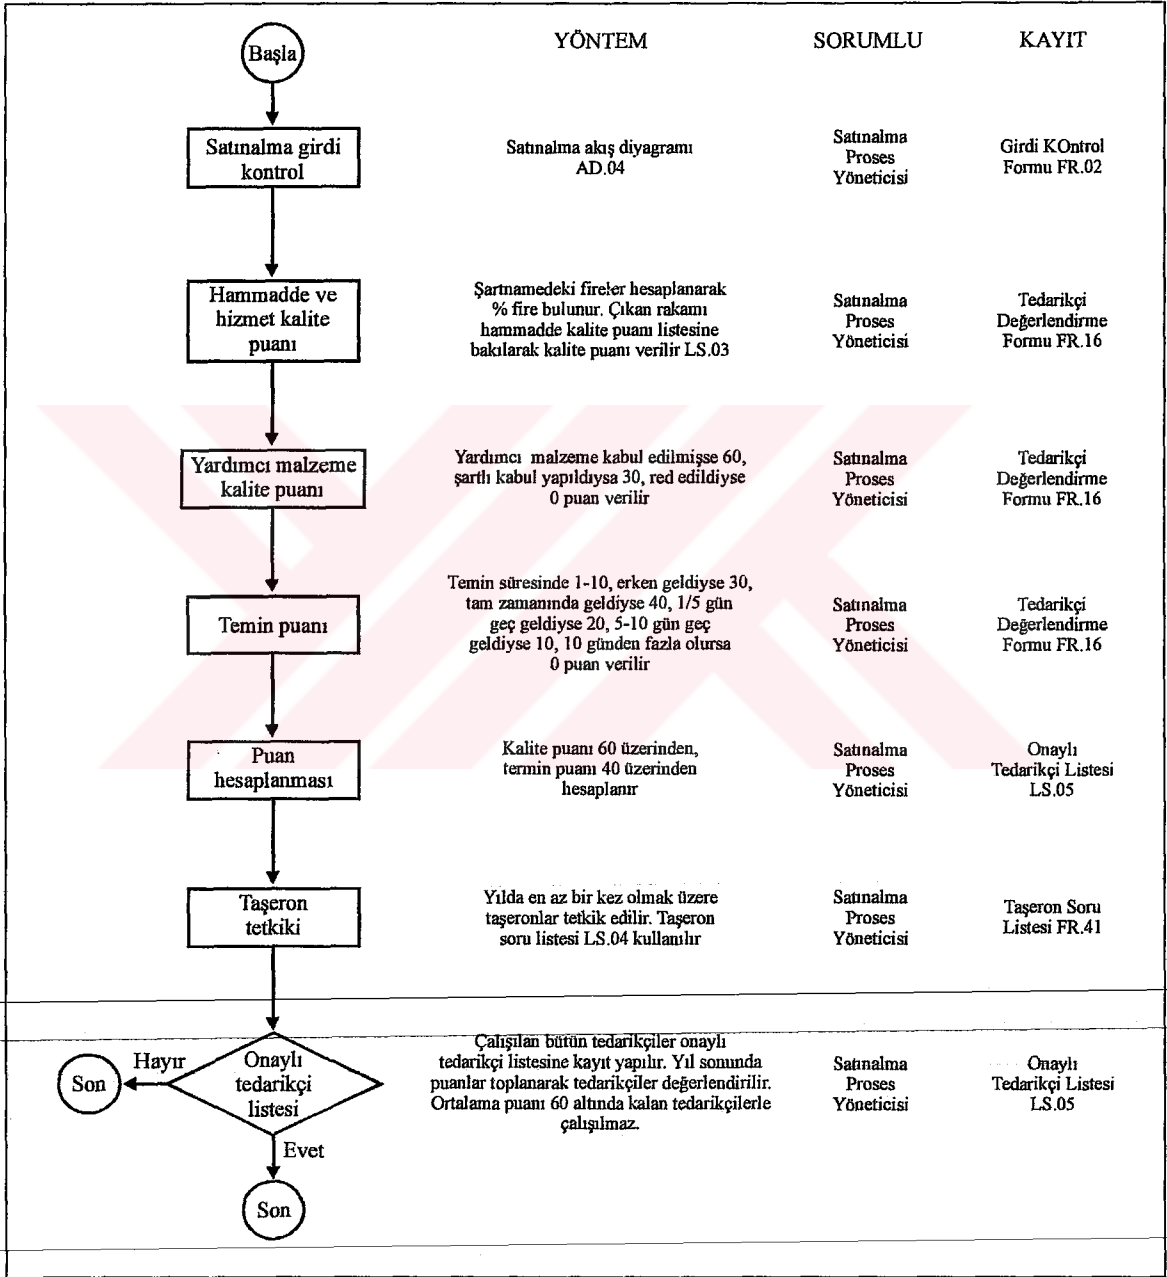 Başla
YÖNTEM
SORUMLU
KAYIT
Satınalma girdi
kontrol
Satınalma akış diyagramı
AD.04
Satınalma
Proses
Yöneticisi
Girdi KOntrol
Formu FR.02
Hammadde ve
hizmet kalite
puanı
Şartnamedeki fireler hesaplanarak
% fire bulunur. Çıkan rakamı
hammadde kalite puanı listesine
bakılarak kalite puanı verilir LS.03
Satınalma
Proses
Yöneticisi
Tedarikçi
Değerlendirme
Formu FR.16
Yardımcı malzeme
kalite puanı
Yardımcı malzeme kabul edilmişse 60,
şartlı kabul yapıldıysa 30, red edildiyse
0 puan verilir
Satınalma
Proses
Yöneticisi
Tedarikçi
Değerlendirme
Formu FR.16
Temin puanı
Temin süresinde 1-10, erken geldiyse 30,
tam zamanında geldiyse 40, 1/5 gün
geç geldiyse 20, 5-10 gün geç
geldiyse 10, 10 günden fazla olursa
0 puan verilir
Satınalma
Proses
Yöneticisi
Tedarikçi
Değerlendirme
Formu FR.16
Puan
hesaplanması
Kalite puanı 60 üzerinden,
termin puanı 40 üzerinden
hesaplanır
Satınalma
Proses
Yöneticisi
Onaylı
Tedarikçi Listesi
LS.05
Taşeron
tetkiki
Yılda en az bir kez olmak üzere
taşeronlar tetkik edilir. Taşeron
soru listesi LS.04 kullanılır
Satınalma
Proses
Yöneticisi
Taşeron Soru
Listesi FR.41
Son
Hayır
Onaylı
tedarikçi
listesi
Çalışılan bütün tedarikçiler onaylı
tedarikçi listesine kayıt yapılır. Yıl sonunda
puanlar toplanarak tedarikçiler değerlendirilir.
Ortalama puanı 60 altında kalan tedarikçilerle
çalışılmaz.
Satınalma
Proses
Yöneticisi
Onaylı
Tedarikçi Listesi
LS.05
Evet
Son